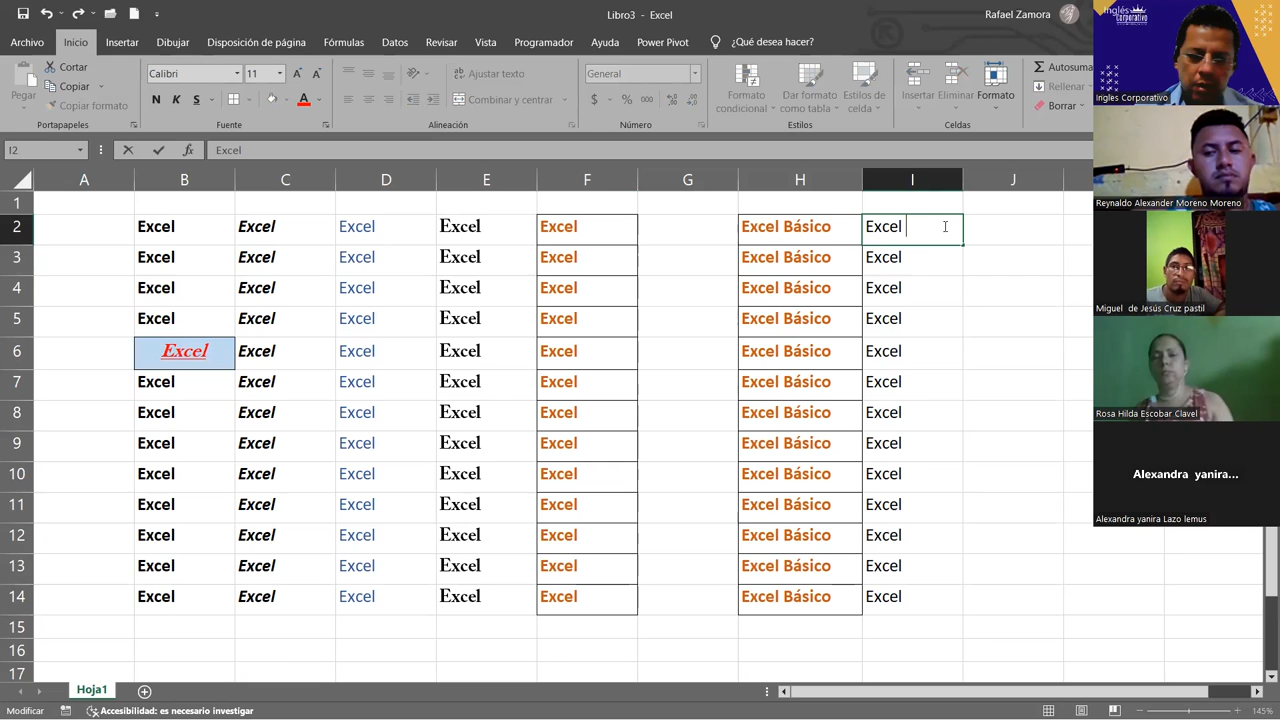 Libro3 - Excel
Rafael Zamora
Archivo Inicio Insertar Dibujar Disposición de página Fórmulas Datos Revisar Vista Programador Ayuda Power Pivot ¿Qué desea hacer?
Pegar
Cortar
Copiar
Copiar formato
Portapapeles
Calibri 11
N K S
Fuente
Ajustar texto
Combinar y centrar
Alineación
General
$ % 000
Número
Formato condicional
Dar formato como tabla
Estilos de celda
Estilos
Insertar Eliminar Formato
Celdas
Autosuma
Rellenar
Borrar
I2 fx Excel
A B C D E F G H I J
1
2 Excel Excel Excel Excel Excel Excel Básico Excel
3 Excel Excel Excel Excel Excel Excel Básico Excel
4 Excel Excel Excel Excel Excel Excel Básico Excel
5 Excel Excel Excel Excel Excel Excel Básico Excel
6 Excel Excel Excel Excel Excel Excel Básico Excel
7 Excel Excel Excel Excel Excel Excel Básico Excel
8 Excel Excel Excel Excel Excel Excel Básico Excel
9 Excel Excel Excel Excel Excel Excel Básico Excel
10 Excel Excel Excel Excel Excel Excel Básico Excel
11 Excel Excel Excel Excel Excel Excel Básico Excel
12 Excel Excel Excel Excel Excel Excel Básico Excel
13 Excel Excel Excel Excel Excel Excel Básico Excel
14 Excel Excel Excel Excel Excel Excel Básico Excel
15
16
17
Hoja1
Modificar Accesibilidad: es necesario investigar
145%
Inglés
Corporativo
Ingles Corporativo
Reynaldo Alexander Moreno Moreno
Miguel de Jesús Cruz pastil
Rosa Hilda Escobar Clavel
Alexandra yanira...
Alexandra yanira Lazo lemus